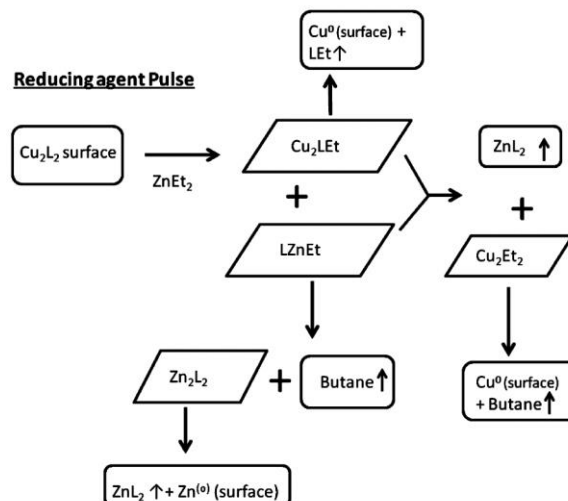 Cu⁰ (surface) +
LEt↑
Reducing agent Pulse
Cu₂L₂ surface
ZnEt₂
Cu₂LEt
ZnL₂ ↑
+
+
LZnEt
Cu₂Et₂
Zn₂L₂
+
Butane↑
Cu⁰ (surface)
+ Butane↑
ZnL₂ ↑ + Zn⁽⁰⁾ (surface)